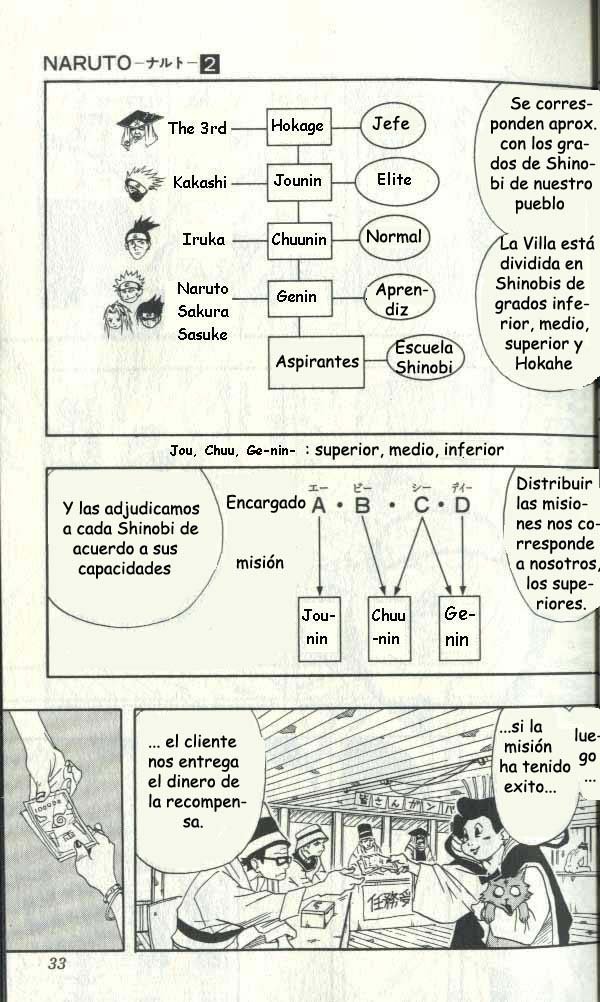 NARUTO—ナルト—2
Se corres-
ponden aprox.
con los gra-
dos de Shino-
bi de nuestro
pueblo
La Villa está
dividida en
Shinobis de
grados infe-
rior, medio,
superior y
Hokahe
The 3rd Hokage Jefe
Kakashi Jounin Elite
Iruka Chuunin Normal
Naruto
Sakura
Sasuke
Genin
Apren-
diz
Aspirantes
Escuela
Shinobi
Jou, Chuu, Ge-nin- : superior, medio, inferior
Distribuir
las misio-
nes nos co-
rresponde
a nosotros,
los supe-
riores.
エー ビー シー ディー
Encargado A・B・C・D
misión
Jou-
nin
Chuu
-nin
Ge-
nin
Y las adjudicamos
a cada Shinobi de
acuerdo a sus
capacidades
lue-
go
...
...si la
misión
ha tenido
exito...
... el cliente
nos entrega
el dinero de
la recompen-
sa.
皆さんガンバ
任務受
33